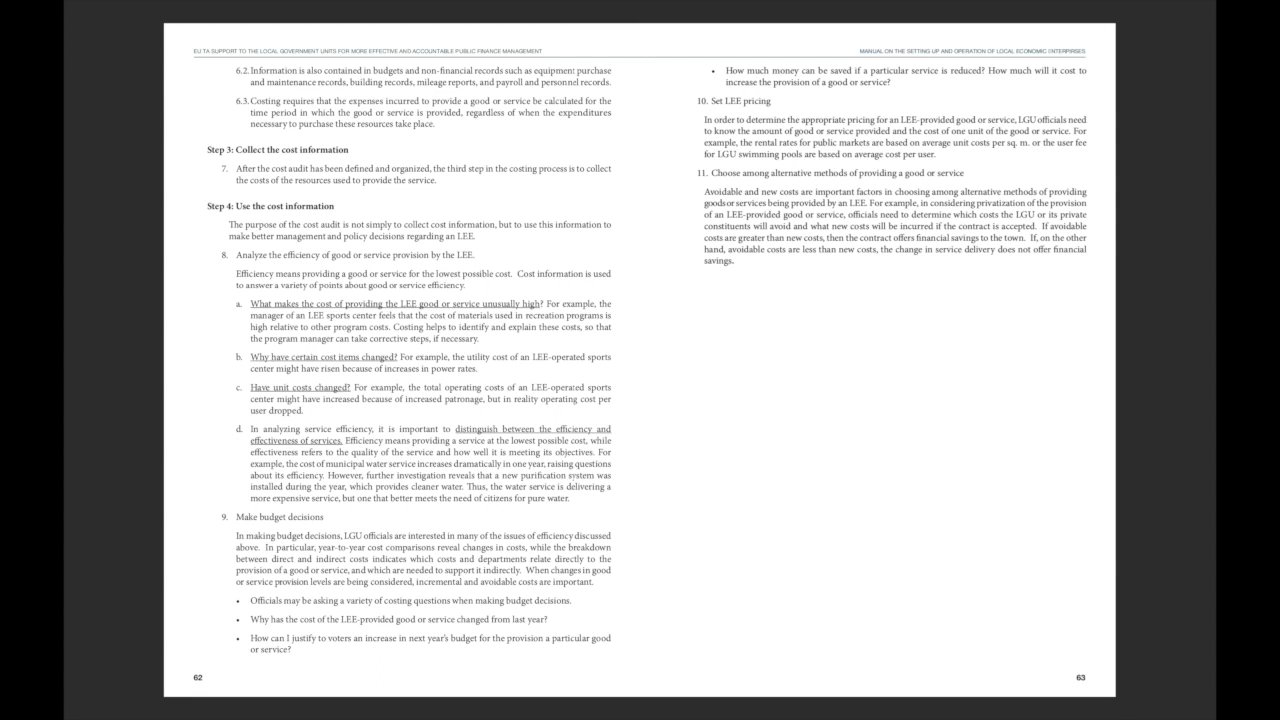 EU TA SUPPORT TO THE LOCAL GOVERNMENT UNITS FOR MORE EFFECTIVE AND ACCOUNTABLE PUBLIC FINANCE MANAGEMENT
6.2. Information is also contained in budgets and non-financial records such as equipment purchase
and maintenance records, building records, mileage reports, and payroll and personnel records.
6.3. Costing requires that the expenses incurred to provide a good or service be calculated for the
time period in which the good or service is provided, regardless of when the expenditures
necessary to purchase these resources take place.
Step 3: Collect the cost information
7. After the cost audit has been defined and organized, the third step in the costing process is to collect
the costs of the resources used to provide the service.
Step 4: Use the cost information
The purpose of the cost audit is not simply to collect cost information, but to use this information to
make better management and policy decisions regarding an LEE.
8. Analyze the efficiency of good or service provision by the LEE.
Efficiency means providing a good or service for the lowest possible cost. Cost information is used
to answer a variety of points about good or service efficiency.
a. What makes the cost of providing the LEE good or service unusually high? For example, the
manager of an LEE sports center feels that the cost of materials used in recreation programs is
high relative to other program costs. Costing helps to identify and explain these costs, so that
the program manager can take corrective steps, if necessary.
b. Why have certain cost items changed? For example, the utility cost of an LEE-operated sports
center might have risen because of increases in power rates.
c. Have unit costs changed? For example, the total operating costs of an LEE-operated sports
center might have increased because of increased patronage, but in reality operating cost per
user dropped.
d. In analyzing service efficiency, it is important to distinguish between the efficiency and
effectiveness of services. Efficiency means providing a service at the lowest possible cost, while
effectiveness refers to the quality of the service and how well it is meeting its objectives. For
example, the cost of municipal water service increases dramatically in one year, raising questions
about its efficiency. However, further investigation reveals that a new purification system was
installed during the year, which provides cleaner water. Thus, the water service is delivering a
more expensive service, but one that better meets the need of citizens for pure water.
9. Make budget decisions
In making budget decisions, LGU officials are interested in many of the issues of efficiency discussed
above. In particular, year-to-year cost comparisons reveal changes in costs, while the breakdown
between direct and indirect costs indicates which costs and departments relate directly to the
provision of a good or service, and which are needed to support it indirectly. When changes in good
or service provision levels are being considered, incremental and avoidable costs are important.
• Officials may be asking a variety of costing questions when making budget decisions.
• Why has the cost of the LEE-provided good or service changed from last year?
• How can I justify to voters an increase in next year's budget for the provision a particular good
or service?
62
MANUAL ON THE SETTING UP AND OPERATION OF LOCAL ECONOMIC ENTERPIRSES
• How much money can be saved if a particular service is reduced? How much will it cost to
increase the provision of a good or service?
10. Set LEE pricing
In order to determine the appropriate pricing for an LEE-provided good or service, LGU officials need
to know the amount of good or service provided and the cost of one unit of the good or service. For
example, the rental rates for public markets are based on average unit costs per sq. m. or the user fee
for LGU swimming pools are based on average cost per user.
11. Choose among alternative methods of providing a good or service
Avoidable and new costs are important factors in choosing among alternative methods of providing
goods or services being provided by an LEE. For example, in considering privatization of the provision
of an LEE-provided good or service, officials need to determine which costs the LGU or its private
constituents will avoid and what new costs will be incurred if the contract is accepted. If avoidable
costs are greater than new costs, then the contract offers financial savings to the town. If, on the other
hand, avoidable costs are less than new costs, the change in service delivery does not offer financial
savings.
63